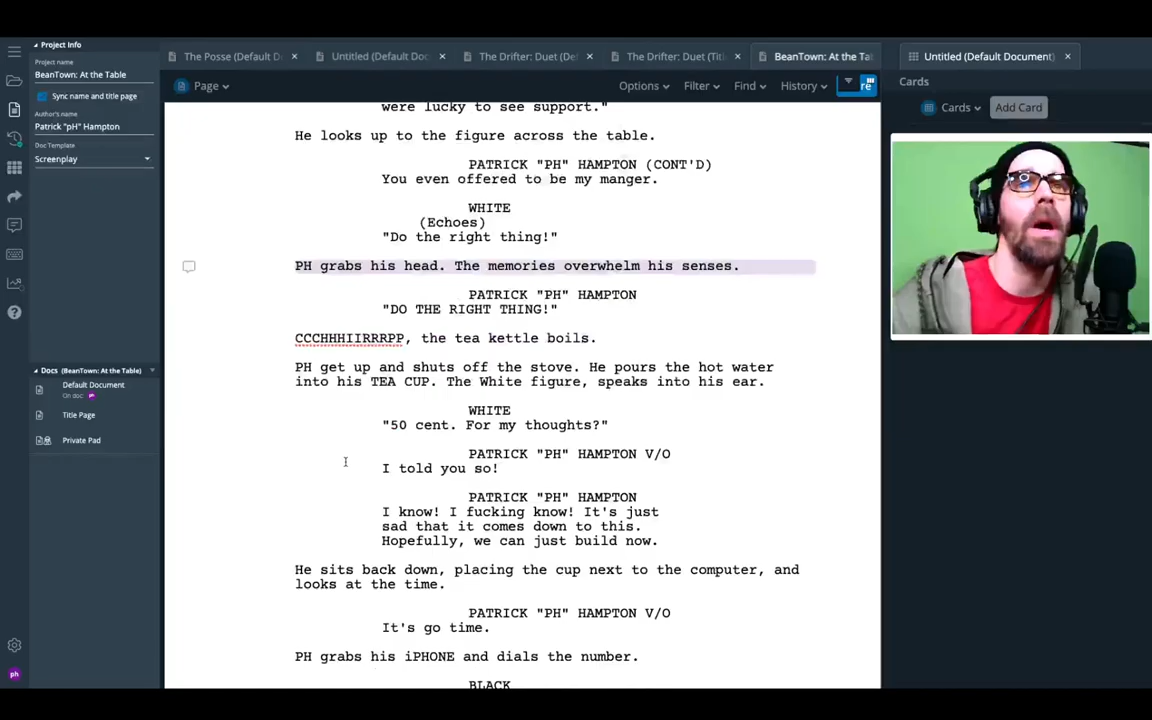 Project Info
Project name
BeanTown: At the Table
Sync name and title page
Author's name
Patrick "pH" Hampton
Doc Template
Screenplay
Docs (BeanTown: At the Table)
Default Document
On doc ph
Title Page
Private Pad
ph
The Posse (Default D
Untitled (Default Doc
The Drifter: Duet (De
The Drifter: Duet (Titl
BeanTown: At the Tal
Page
Options
Filter
Find
History
were lucky to see support."
He looks up to the figure across the table.
PATRICK "PH" HAMPTON (CONT'D)
You even offered to be my manger.
WHITE
(Echoes)
"Do the right thing!"
PH grabs his head. The memories overwhelm his senses.
PATRICK "PH" HAMPTON
"DO THE RIGHT THING!"
CCCHHHIIRRRPP, the tea kettle boils.
PH get up and shuts off the stove. He pours the hot water
into his TEA CUP. The White figure, speaks into his ear.
WHITE
"50 cent. For my thoughts?"
PATRICK "PH" HAMPTON V/O
I told you so!
PATRICK "PH" HAMPTON
I know! I fucking know! It's just
sad that it comes down to this.
Hopefully, we can just build now.
He sits back down, placing the cup next to the computer, and
looks at the time.
PATRICK "PH" HAMPTON V/O
It's go time.
PH grabs his iPHONE and dials the number.
BLACK
Untitled (Default Document)
Cards
Cards
Add Card